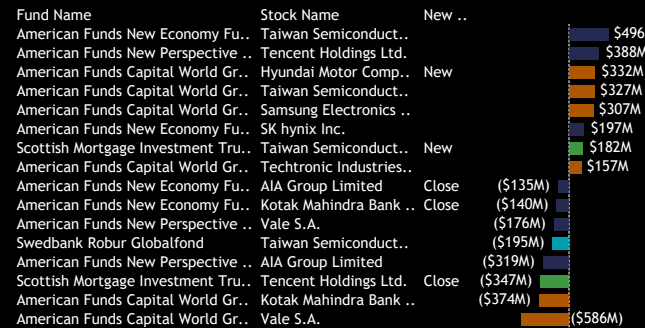 Fund Name Stock Name New ..
American Funds New Economy Fu.. Taiwan Semiconduct.. $496
American Funds New Perspective .. Tencent Holdings Ltd. $388M
American Funds Capital World Gr.. Hyundai Motor Comp.. New $332M
American Funds Capital World Gr.. Taiwan Semiconduct.. $327M
American Funds Capital World Gr.. Samsung Electronics .. $307M
American Funds New Economy Fu.. SK hynix Inc. $197M
Scottish Mortgage Investment Tru.. Taiwan Semiconduct.. New $182M
American Funds Capital World Gr.. Techtronic Industries.. $157M
American Funds New Economy Fu.. AIA Group Limited Close ($135M)
American Funds New Economy Fu.. Kotak Mahindra Bank .. Close ($140M)
American Funds New Perspective .. Vale S.A. ($176M)
Swedbank Robur Globalfond Taiwan Semiconduct.. ($195M)
American Funds New Perspective .. AIA Group Limited ($319M)
Scottish Mortgage Investment Tru.. Tencent Holdings Ltd. Close ($347M)
American Funds Capital World Gr.. Kotak Mahindra Bank .. ($374M)
American Funds Capital World Gr.. Vale S.A. ($586M)